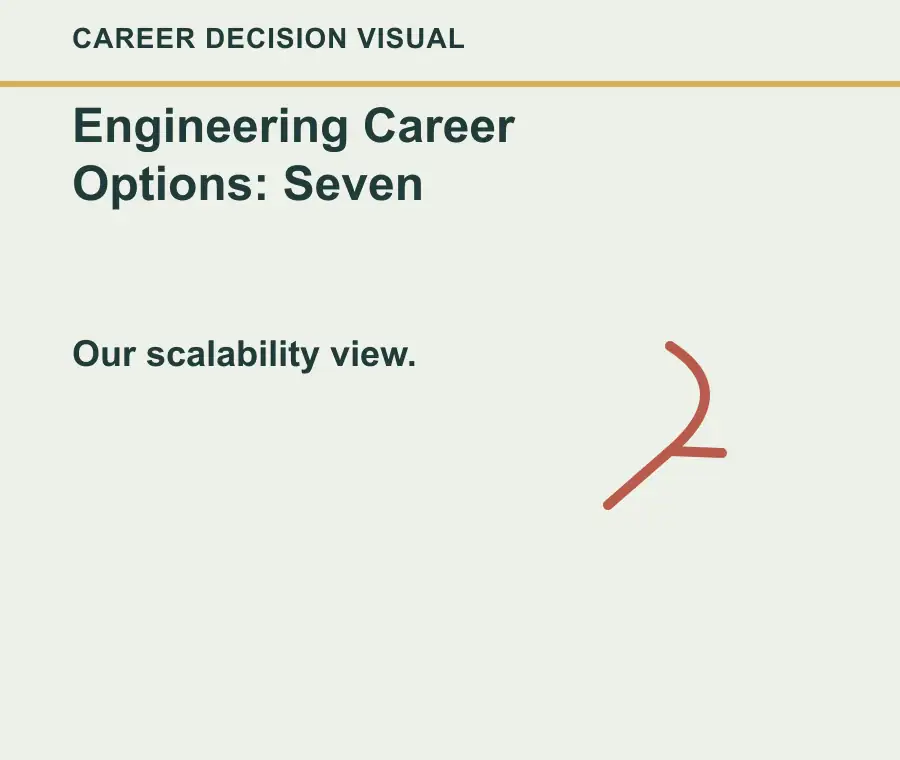 CAREER DECISION VISUAL
Engineering Career
Options: Seven
Our scalability view.